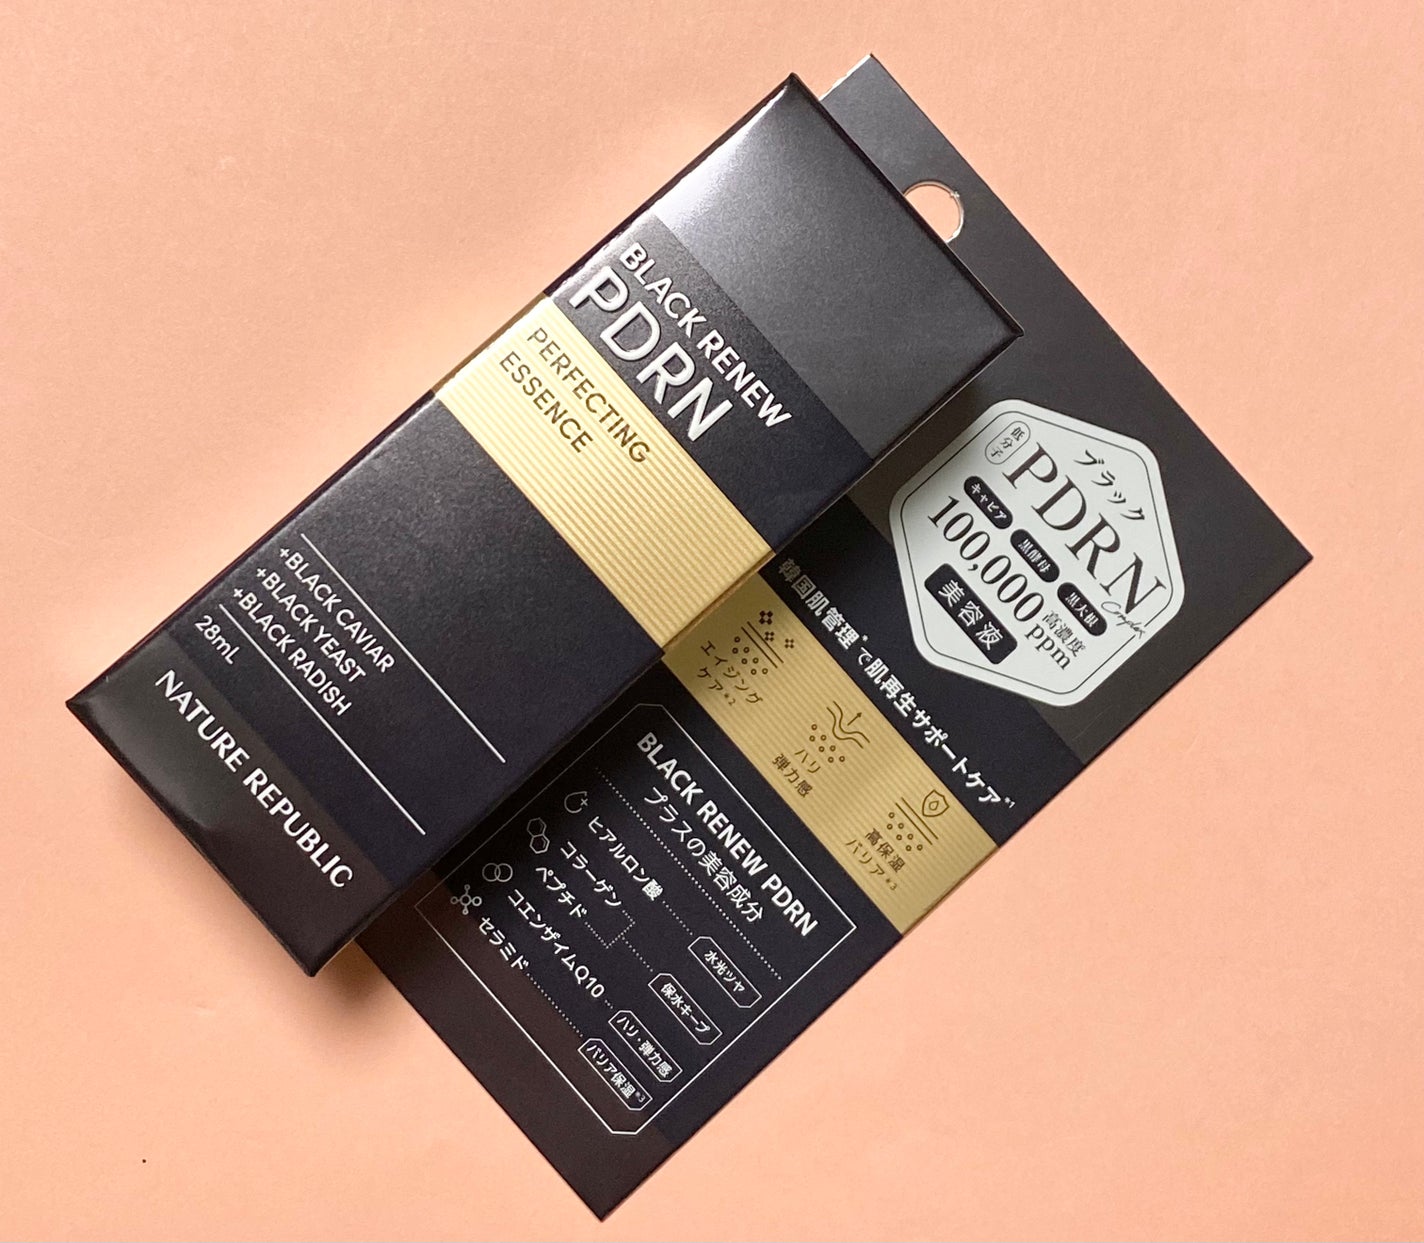 BLACK RENEW
PDRN
PERFECTING
ESSENCE
+BLACK CAVIAR
+BLACK YEAST
+BLACK RADISH
28mL
NATURE REPUBLIC
ブラック
低分子
PDRN
Complex
キャビア 黒酵母 黒大根
100,000ppm
高濃度
美容液
韓国肌管理*で肌再生サポートケア*1
エイジング
ケア※2
ハリ
弾力感
高保湿
バリア※3
BLACK RENEW PDRN
プラスの美容成分
ヒアルロン酸 水光ツヤ
コラーゲン
ペプチド 保水キープ
コエンザイムQ10 ハリ・弾力感
セラミド バリア保湿※3